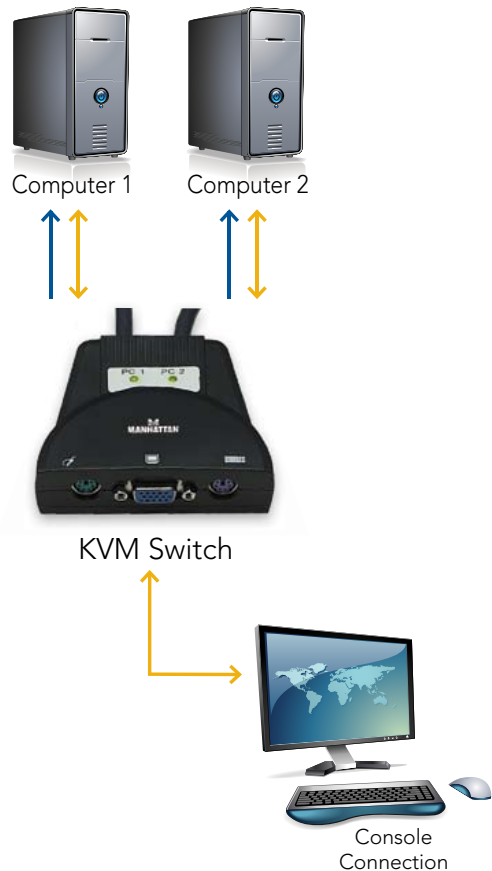 Computer 1
Computer 2
PC 1 PC 2
MANHATTAN
KVM Switch
Console
Connection